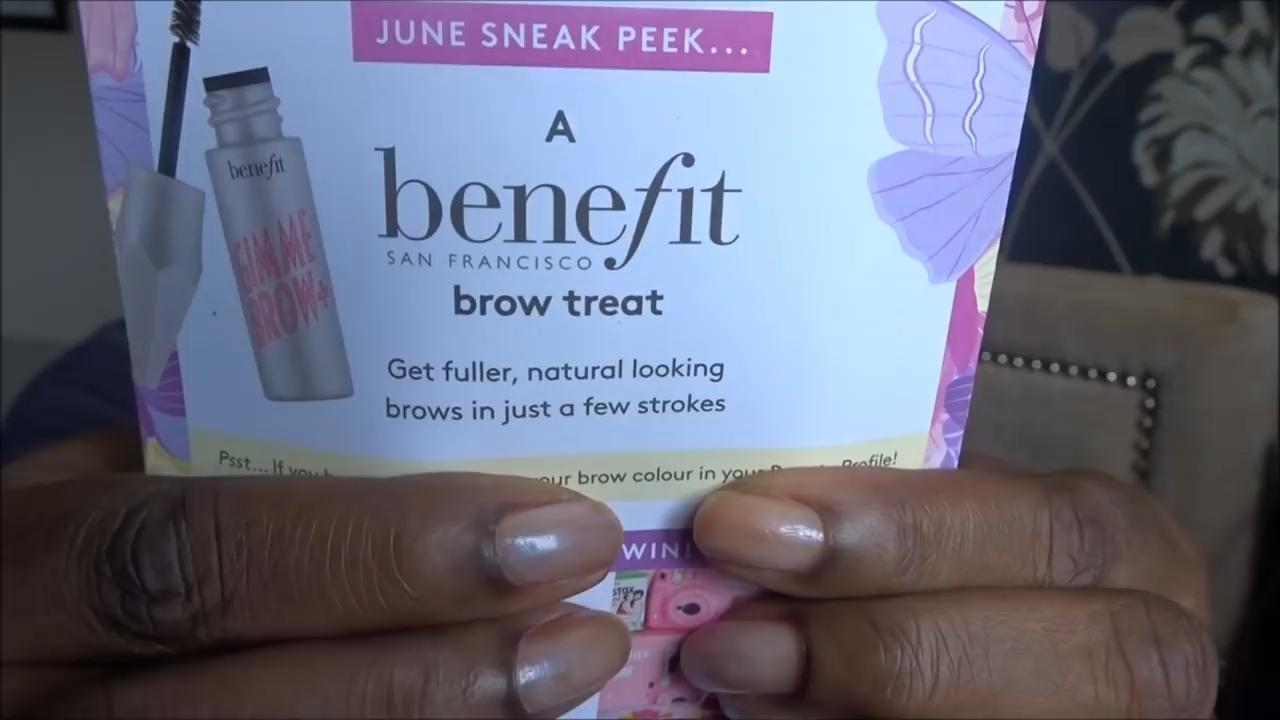 JUNE SNEAK PEEK...
A
benefit
SAN FRANCISCO
brow treat
benefit
GIMME
BROW+
Get fuller, natural looking
brows in just a few strokes
Psst... If you our brow colour in your Profile!
WIN!